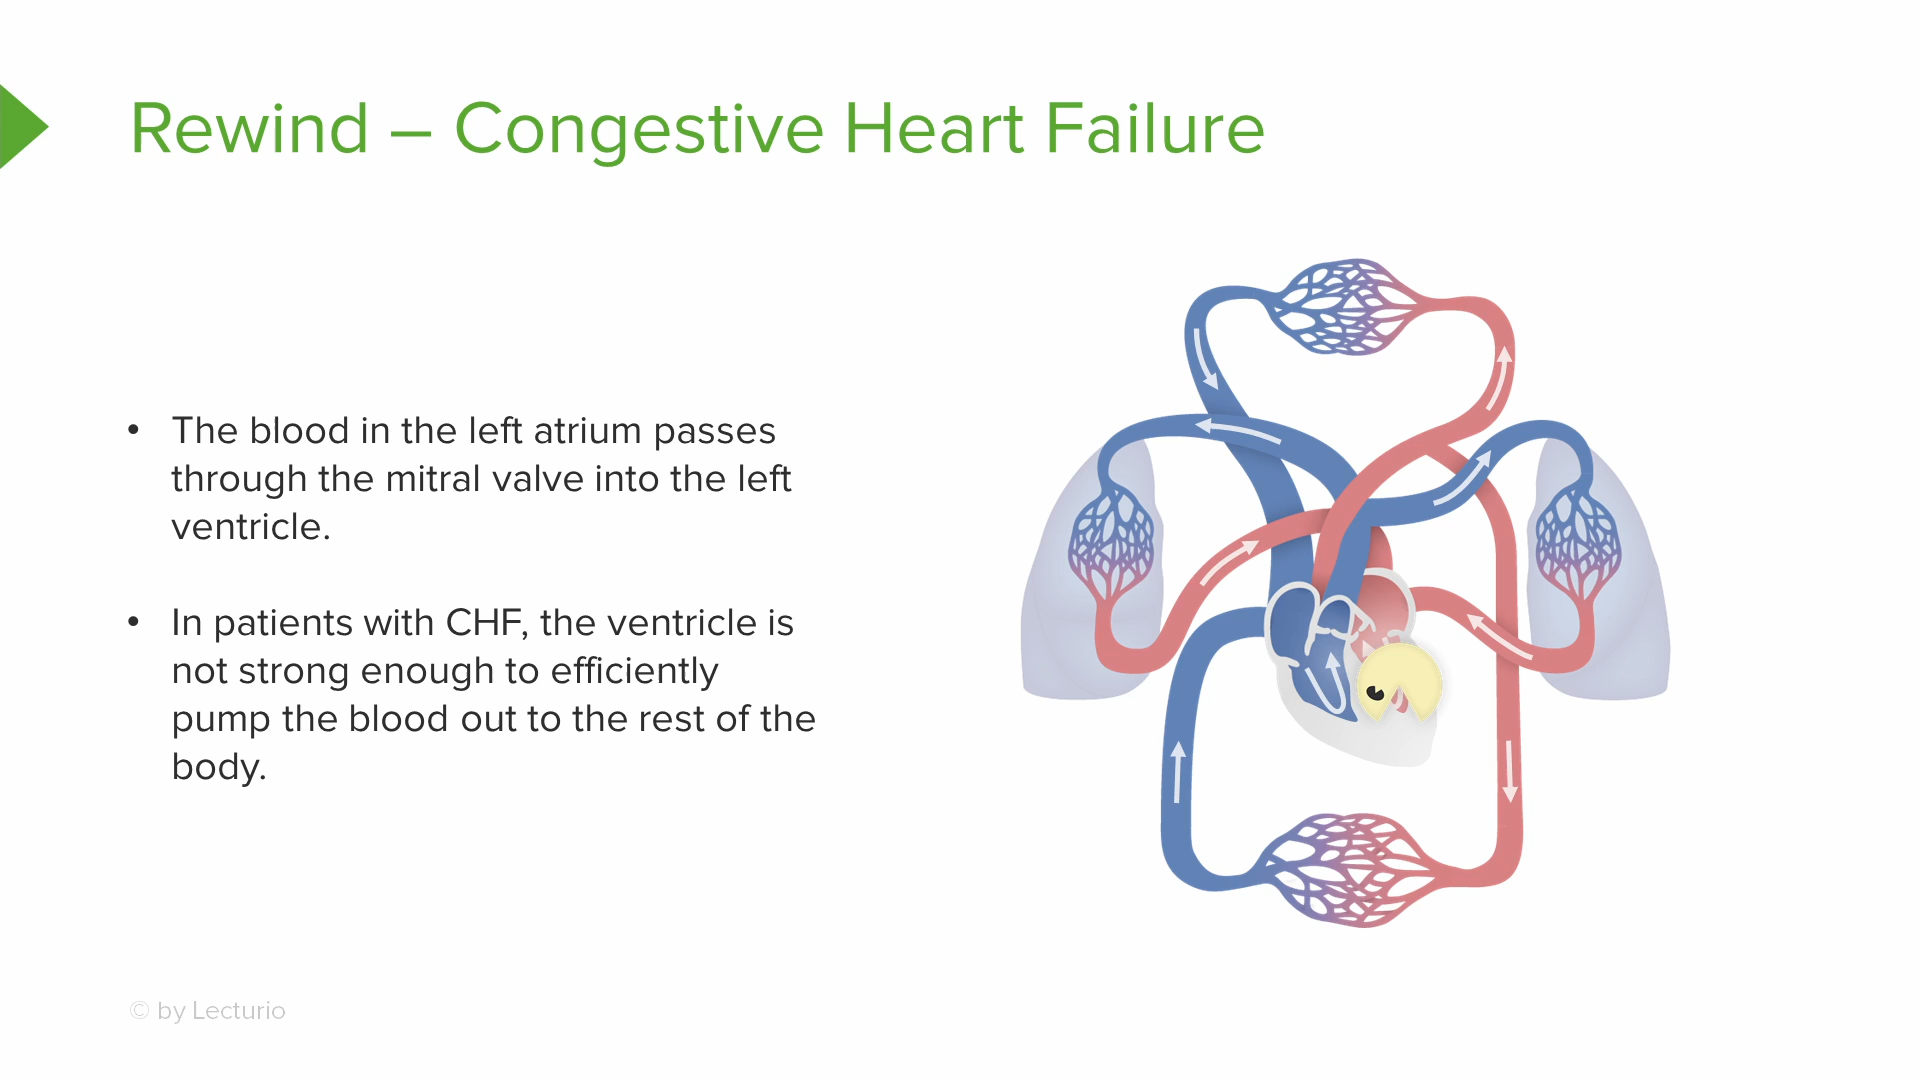 Rewind – Congestive Heart Failure
• The blood in the left atrium passes
through the mitral valve into the left
ventricle.
• In patients with CHF, the ventricle is
not strong enough to efficiently
pump the blood out to the rest of the
body.
© by Lecturio